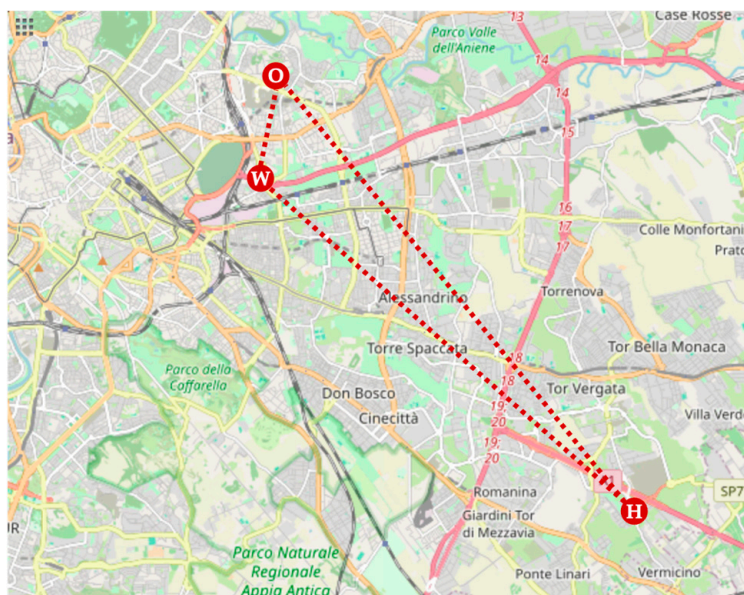 Case Rosse
13
Parco Valle
dell'Aniene
14
14
15
O
W
16
17
17
Colle Monfortani
Prato
Alessandrino
Torrenova
Torre Spaccata
Tor Bella Monaca
18
18
Parco della
Caffarella
Don Bosco
Tor Vergata
Cinecittà
19;
20
Villa Verde
19;
20
A1
Romanina
SP7
H
Giardini Tor
di Mezzavia
UR
Parco Naturale
Regionale
Appia Antica
Ponte Linari
Vermicino